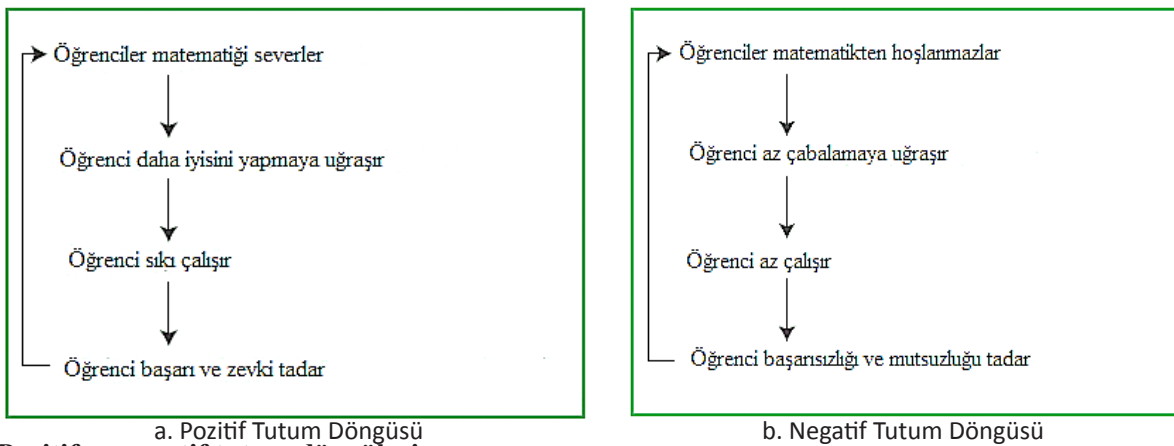 Öğrenciler matematiği severler
Öğrenci daha iyisini yapmaya uğraşır
Öğrenci sıkı çalışır
Öğrenci başarı ve zevki tadar
a. Pozitif Tutum Döngüsü
Öğrenciler matematikten hoşlanmazlar
Öğrenci az çabalamaya uğraşır
Öğrenci az çalışır
Öğrenci başarısızlığı ve mutsuzluğu tadar
b. Negatif Tutum Döngüsü